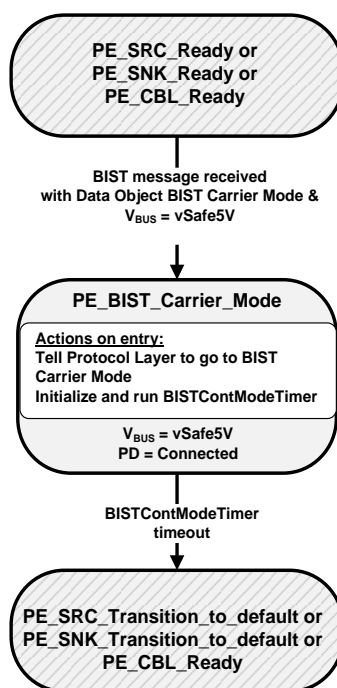 PE_SRC_Ready or
PE_SNK_Ready or
PE_CBL_Ready
BIST message received
with Data Object BIST Carrier Mode &
VBUS = vSafe5V
PE_BIST_Carrier_Mode
Actions on entry:
Tell Protocol Layer to go to BIST
Carrier Mode
Initialize and run BISTContModeTimer
VBUS = vSafe5V
PD = Connected
BISTContModeTimer
timeout
PE_SRC_Transition_to_default or
PE_SNK_Transition_to_default or
PE_CBL_Ready